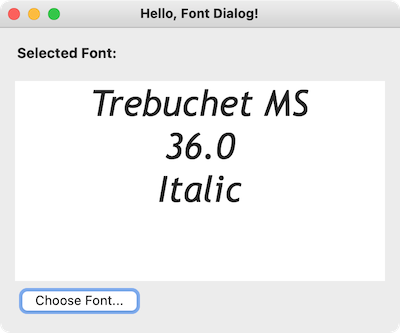 Hello, Font Dialog!
Selected Font:
Trebuchet MS
36.0
Italic
Choose Font...